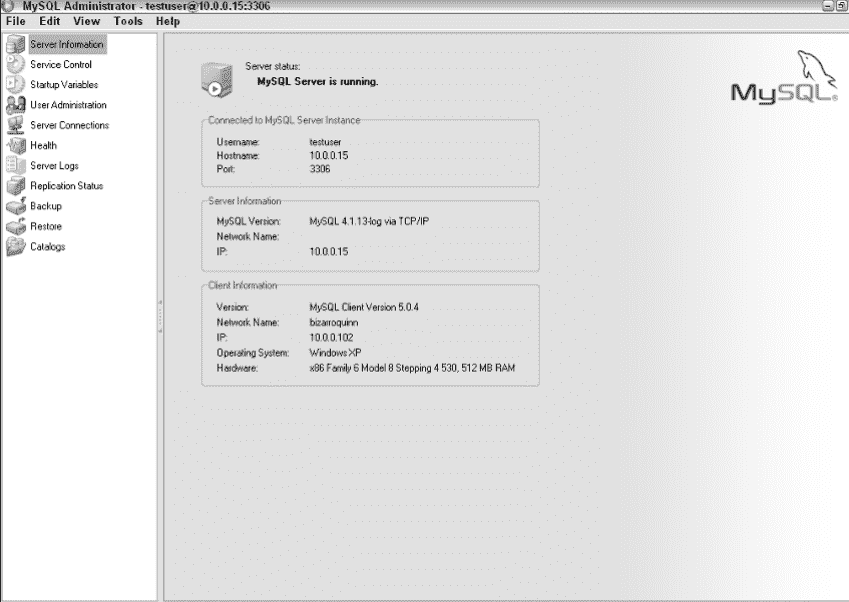 MySQL Administrator - testuser@10.0.0.15:3306
File Edit View Tools Help
Server Information
Service Control
Startup Variables
User Administration
Server Connections
Health
Server Logs
Replication Status
Backup
Restore
Catalogs
Server status:
MySQL Server is running.
MySQL®
Connected to MySQL Server Instance
Username: testuser
Hostname: 10.0.0.15
Port: 3306
Server Information
MySQL Version: MySQL 4.1.13-log via TCP/IP
Network Name:
IP: 10.0.0.15
Client Information
Version: MySQL Client Version 5.0.4
Network Name: bizarroquinn
IP: 10.0.0.102
Operating System: Windows XP
Hardware: x86 Family 6 Model 8 Stepping 4 530, 512 MB RAM